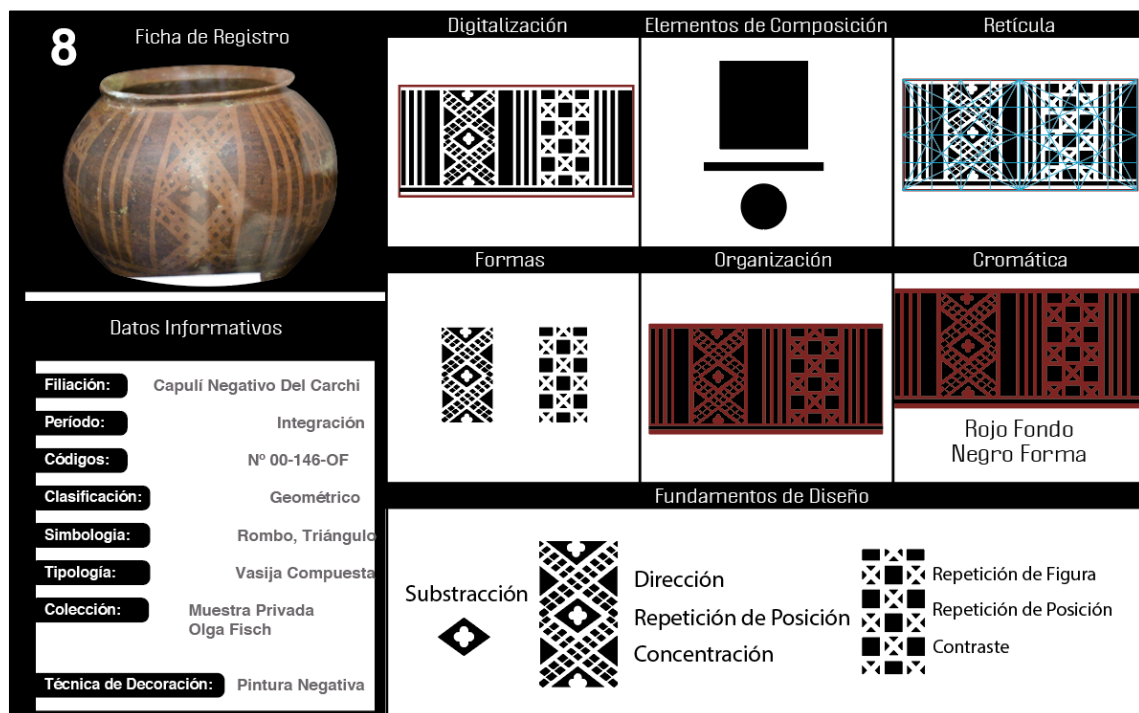 8
Ficha de Registro
Datos Informativos
Filiación: Capulí Negativo Del Carchi
Período: Integración
Códigos: Nº 00-146-OF
Clasificación: Geométrico
Simbologia: Rombo, Triángulo
Tipología: Vasija Compuesta
Colección: Muestra Privada
Olga Fisch
Técnica de Decoración: Pintura Negativa
Digitalización
Elementos de Composición
Retícula
Formas
Organización
Cromática
Rojo Fondo
Negro Forma
Fundamentos de Diseño
Substracción
Dirección
Repetición de Posición
Concentración
Repetición de Figura
Repetición de Posición
Contraste